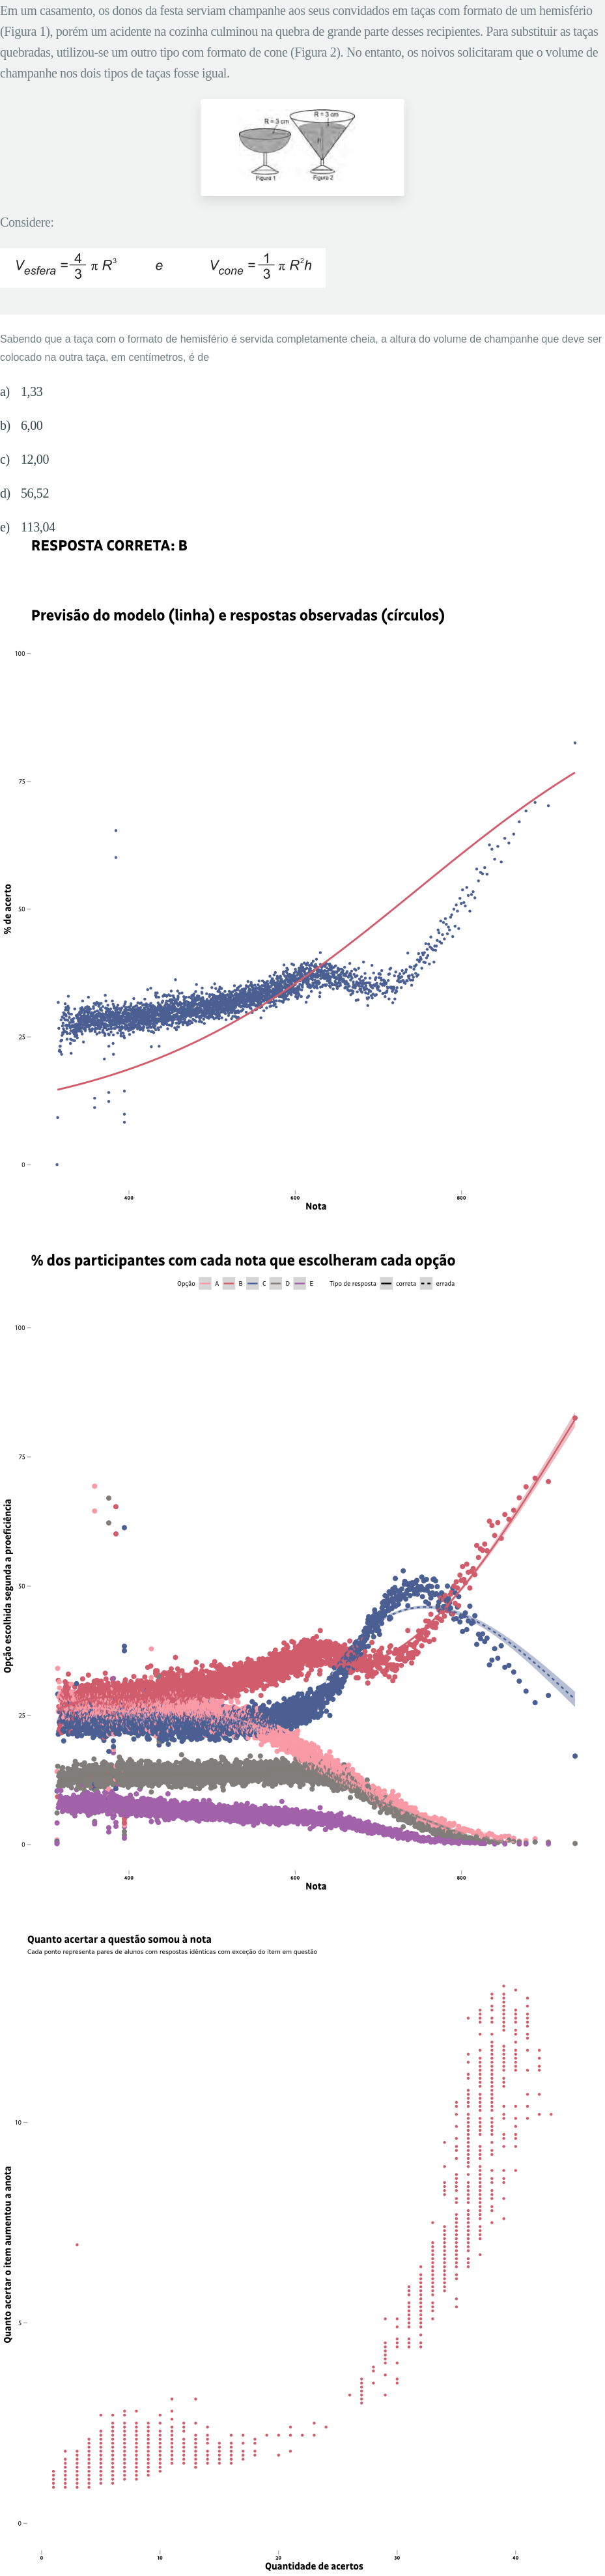 Em um casamento, os donos da festa serviam champanhe aos seus convidados em taças com formato de um hemisfério
(Figura 1), porém um acidente na cozinha culminou na quebra de grande parte desses recipientes. Para substituir as taças
quebradas, utilizou-se um outro tipo com formato de cone (Figura 2). No entanto, os noivos solicitaram que o volume de
champanhe nos dois tipos de taças fosse igual.
R = 3 cm
R = 3 cm
h
Figura 1
Figura 2
Considere:
V esfera = 4/3 π R³ e V cone = 1/3 π R²h
Sabendo que a taça com o formato de hemisfério é servida completamente cheia, a altura do volume de champanhe que deve ser
colocado na outra taça, em centímetros, é de
a) 1,33
b) 6,00
c) 12,00
d) 56,52
e) 113,04
RESPOSTA CORRETA: B
Previsão do modelo (linha) e respostas observadas (círculos)
100
75
50
25
0
% de acerto
400 600 800
Nota
% dos participantes com cada nota que escolheram cada opção
Opção A B C D E Tipo de resposta correta errada
100
75
50
25
0
Opção escolhida segunda a proeficiência
400 600 800
Nota
Quanto acertar a questão somou à nota
Cada ponto representa pares de alunos com respostas idênticas com exceção do item em questão
10
5
0
Quanto acertar o item aumentou a anota
0 10 20 30 40
Quantidade de acertos